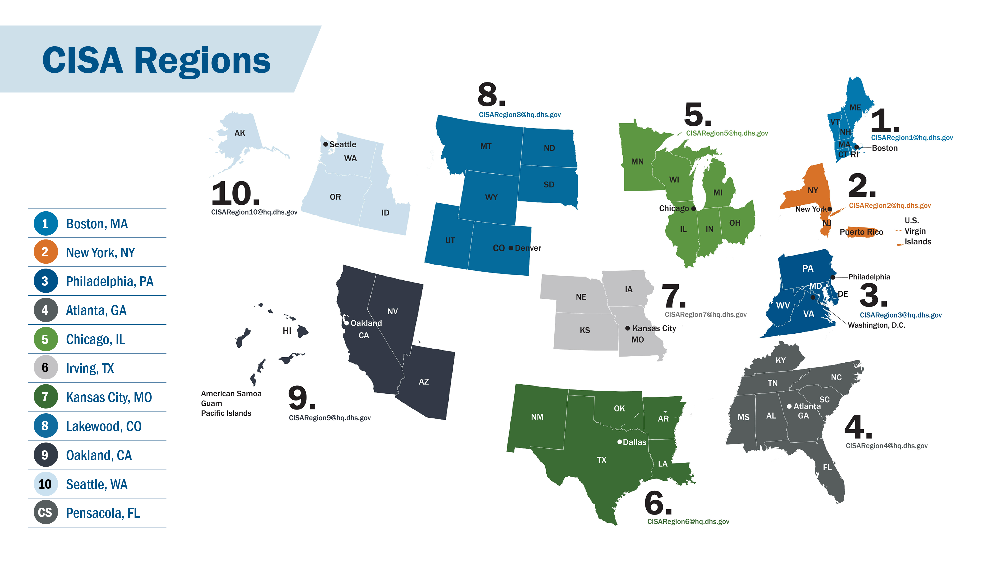 CISA Regions
1 Boston, MA
2 New York, NY
3 Philadelphia, PA
4 Atlanta, GA
5 Chicago, IL
6 Irving, TX
7 Kansas City, MO
8 Lakewood, CO
9 Oakland, CA
10 Seattle, WA
CS Pensacola, FL
AK
10.
CISARegion10@hq.dhs.gov
Seattle
WA
OR
ID
8.
CISARegion8@hq.dhs.gov
MT
ND
SD
WY
UT
CO
Denver
5.
CISARegion5@hq.dhs.gov
MN
WI
MI
Chicago
IL
IN
OH
ME
VT
NH
MA
CT
RI
1.
CISARegion1@hq.dhs.gov
Boston
2.
CISARegion2@hq.dhs.gov
NY
New York
NJ
Puerto Rico
U.S.
Virgin
Islands
PA
Philadelphia
MD
DE
WV
VA
3.
CISARegion3@hq.dhs.gov
Washington, D.C.
NE
IA
KS
Kansas City
MO
7.
CISARegion7@hq.dhs.gov
HI
American Samoa
Guam
Pacific Islands
9.
CISARegion9@hq.dhs.gov
NV
Oakland
CA
AZ
NM
OK
AR
Dallas
TX
LA
6.
CISARegion6@hq.dhs.gov
KY
TN
NC
SC
Atlanta
MS
AL
GA
FL
4.
CISARegion4@hq.dhs.gov